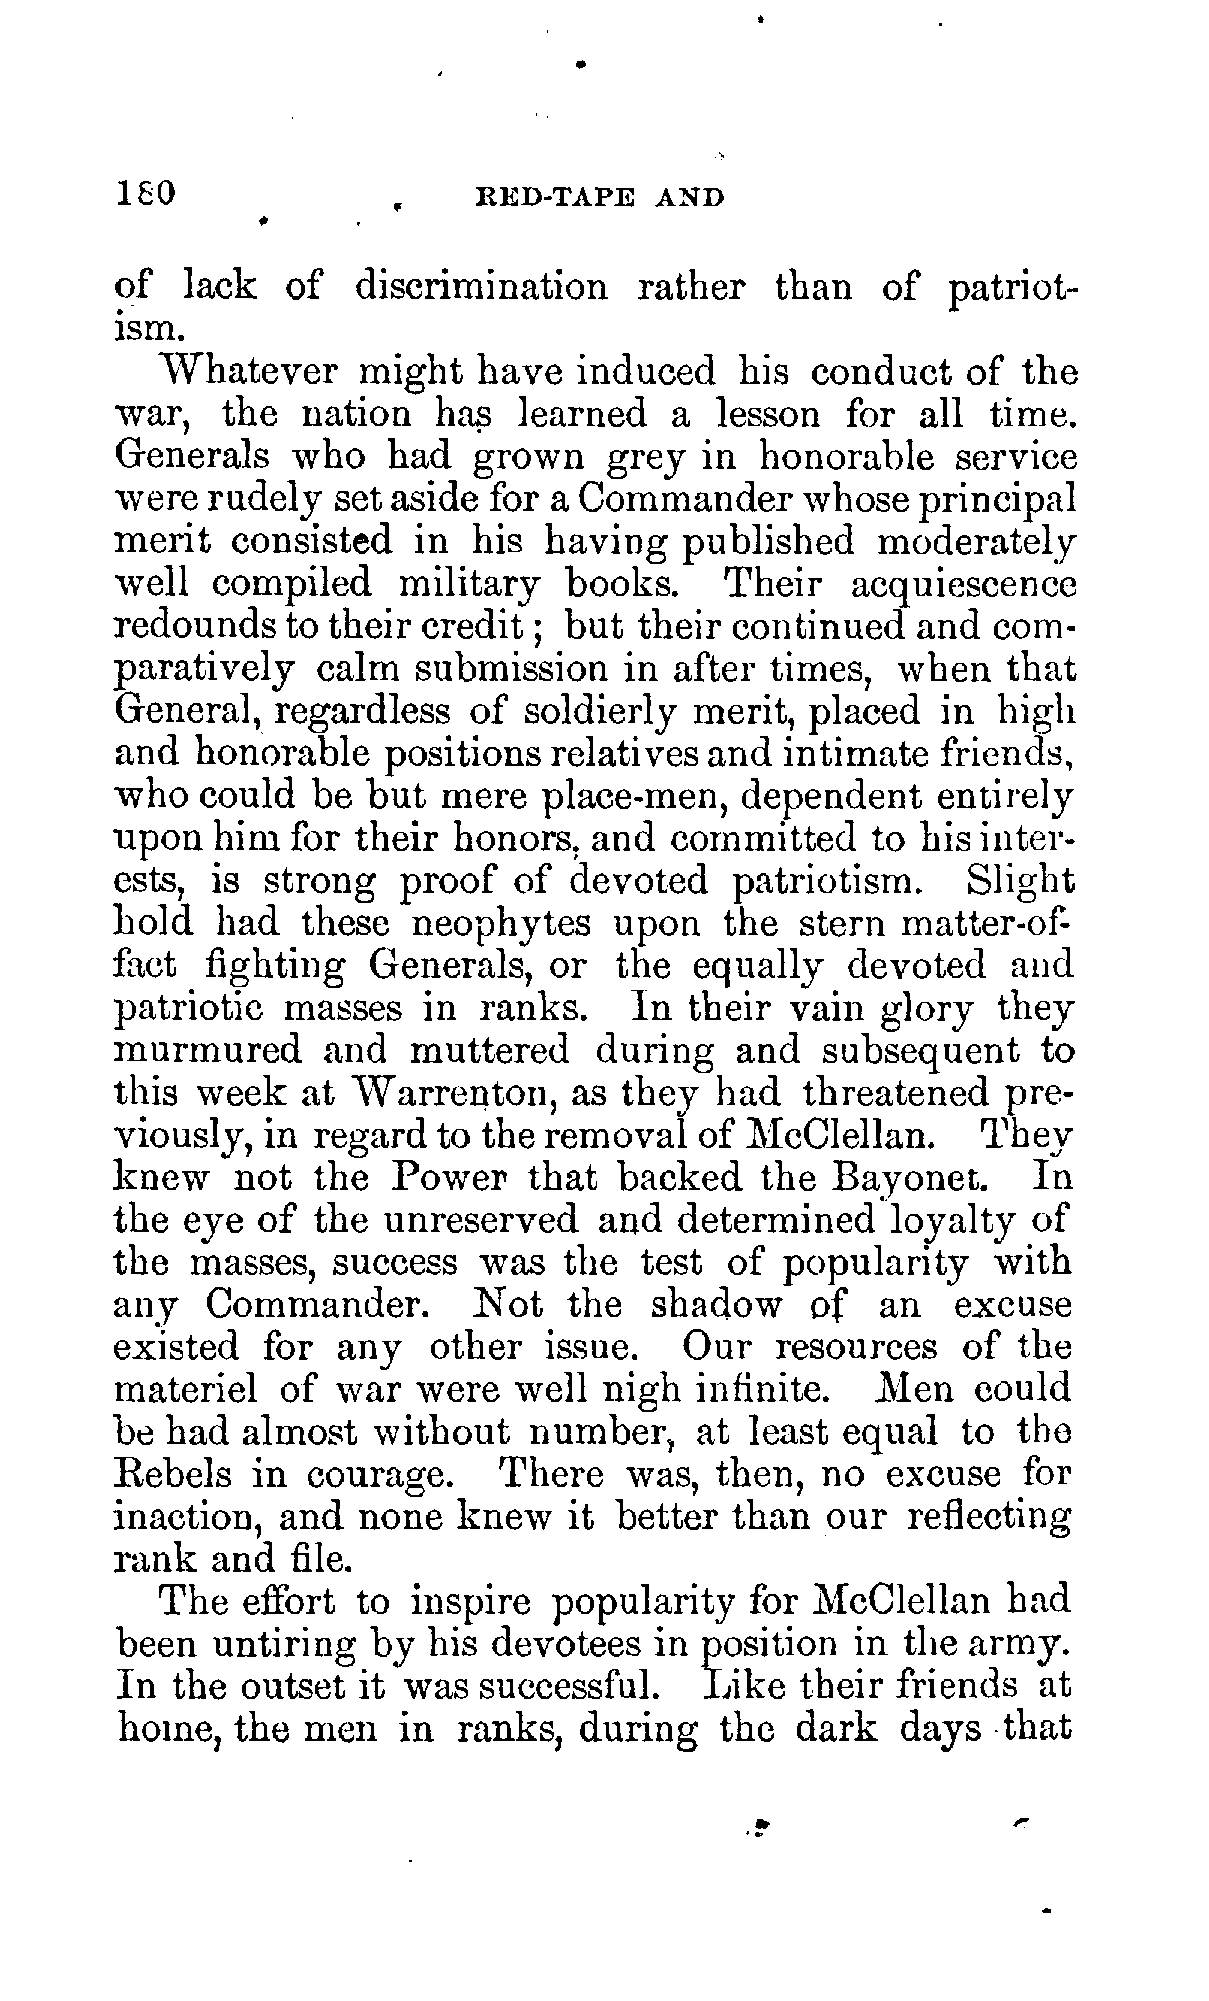 180 RED-TAPE AND
of lack of discrimination rather than of patriot-
ism.
Whatever might have induced his conduct of the
war, the nation has learned a lesson for all time.
Generals who had grown grey in honorable service
were rudely set aside for a Commander whose principal
merit consisted in his having published moderately
well compiled military books. Their acquiescence
redounds to their credit; but their continued and com-
paratively calm submission in after times, when that
General, regardless of soldierly merit, placed in high
and honorable positions relatives and intimate friends,
who could be but mere place-men, dependent entirely
upon him for their honors, and committed to his inter-
ests, is strong proof of devoted patriotism. Slight
hold had these neophytes upon the stern matter-of-
fact fighting Generals, or the equally devoted and
patriotic masses in ranks. In their vain glory they
murmured and muttered during and subsequent to
this week at Warrenton, as they had threatened pre-
viously, in regard to the removal of McClellan. They
knew not the Power that backed the Bayonet. In
the eye of the unreserved and determined loyalty of
the masses, success was the test of popularity with
any Commander. Not the shadow of an excuse
existed for any other issue. Our resources of the
materiel of war were well nigh infinite. Men could
be had almost without number, at least equal to the
Rebels in courage. There was, then, no excuse for
inaction, and none knew it better than our reflecting
rank and file.
The effort to inspire popularity for McClellan had
been untiring by his devotees in position in the army.
In the outset it was successful. Like their friends at
home, the men in ranks, during the dark days that